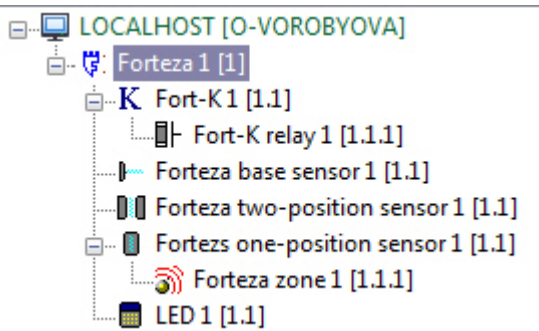 LOCALHOST [O-VOROBYOVA]
Forteza 1 [1]
K Fort-K 1 [1.1]
Fort-K relay 1 [1.1.1]
Forteza base sensor 1 [1.1]
Forteza two-position sensor 1 [1.1]
Fortezs one-position sensor 1 [1.1]
Forteza zone 1 [1.1.1]
LED 1 [1.1]